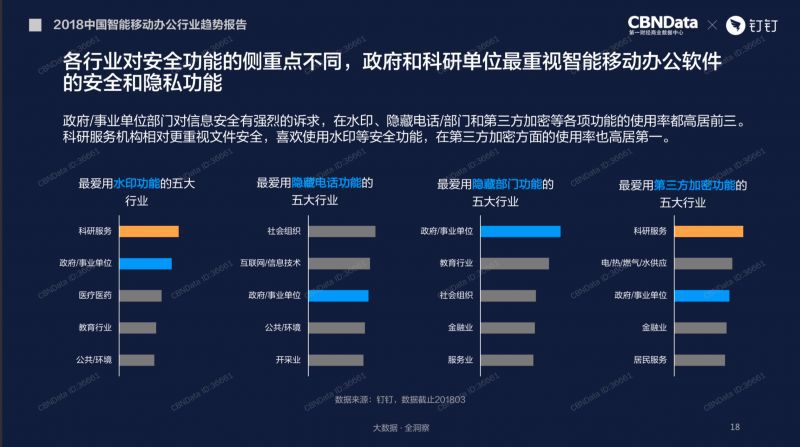 2018中国智能移动办公行业趋势报告
CBNData
第一财经商业数据中心
×
钉钉
各行业对安全功能的侧重点不同，政府和科研单位最重视智能移动办公软件
的安全和隐私功能
政府/事业单位部门对信息安全有强烈的诉求，在水印、隐藏电话/部门和第三方加密等各项功能的使用率都高居前三。
科研服务机构相对更重视文件安全，喜欢使用水印等安全功能，在第三方加密方面的使用率也高居第一。
最爱用水印功能的五大
行业
科研服务
政府/事业单位
医疗医药
教育行业
公共/环境
最爱用隐藏电话功能的
五大行业
社会组织
互联网/信息技术
政府/事业单位
公共/环境
开采业
最爱用隐藏部门功能的
五大行业
政府/事业单位
教育行业
社会组织
金融业
服务业
最爱用第三方加密功能的
五大行业
科研服务
电/热/燃气/水供应
政府/事业单位
金融业
居民服务
数据来源：钉钉，数据截止201803
大数据·全洞察
18
CBNData ID:36661